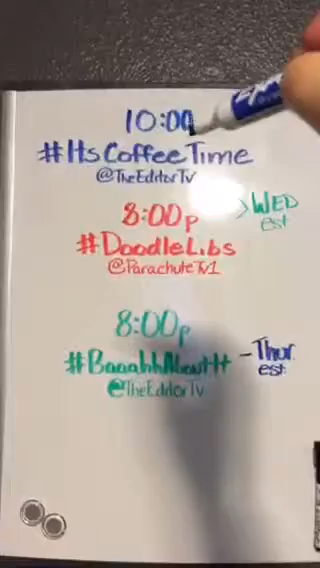 10:00
#ItsCoffeeTime
@TheEditorTv
8:00p
> WED
est
#DoodleLibs
@ParachuteTv1
8:00p
#BaaahhAboutIt
- Thur
est
@TheEditorTv